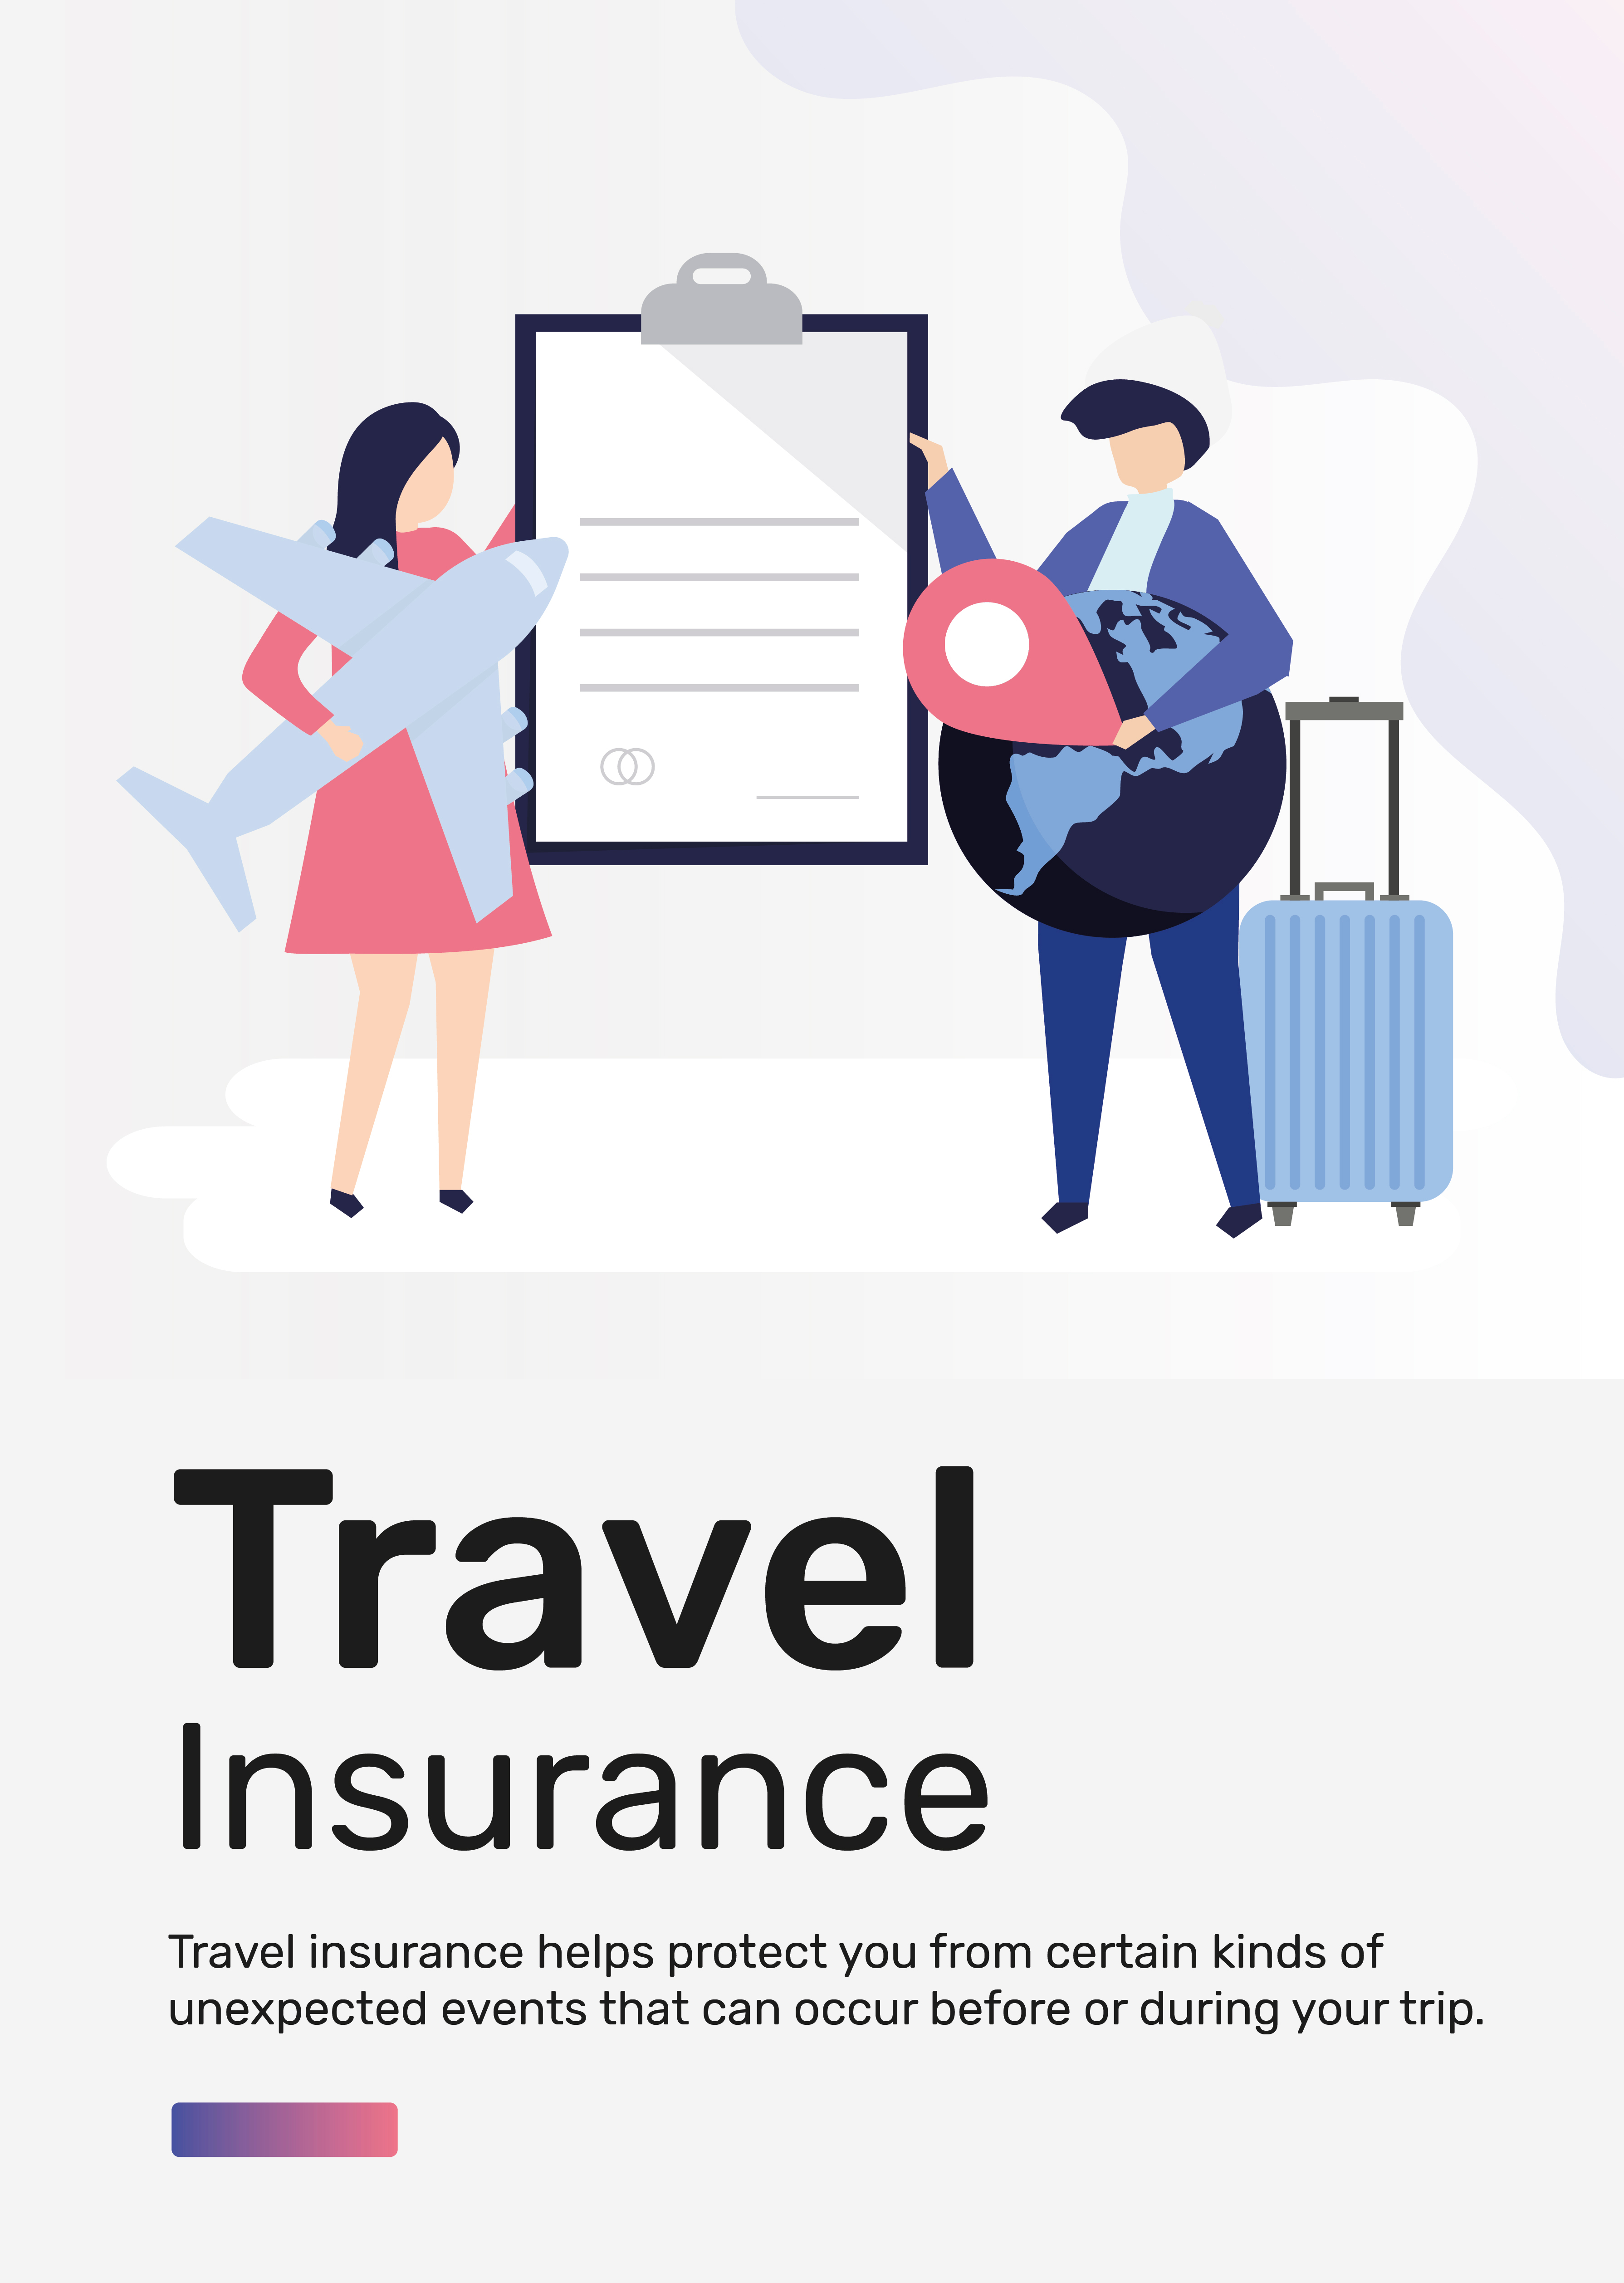 Travel
Insurance
Travel insurance helps protect you from certain kinds of
unexpected events that can occur before or during your trip.